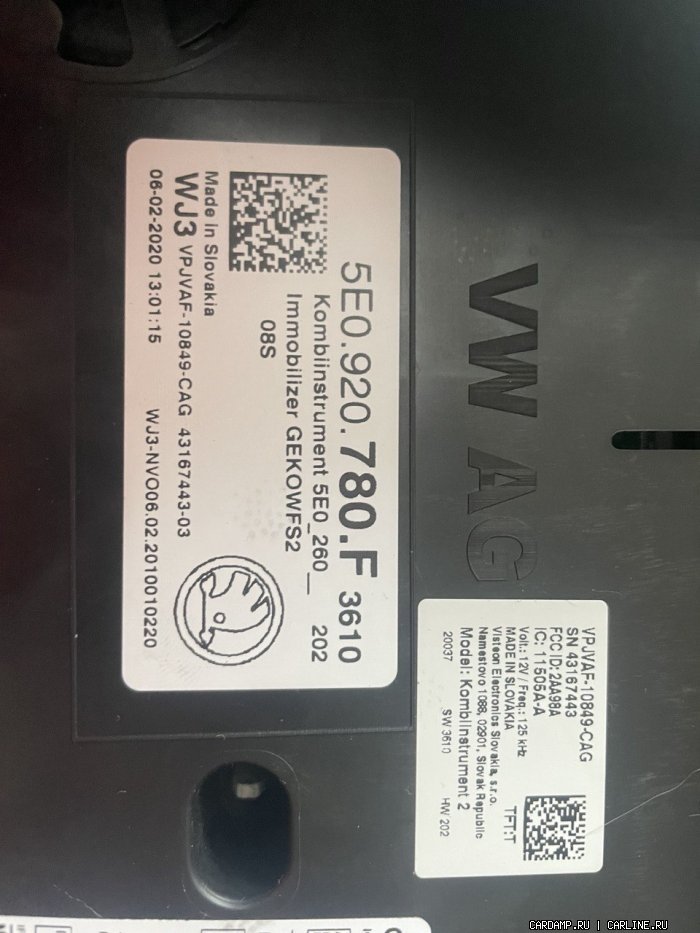 VW AG
5E0.920.780.F 3610
Kombiinstrument 5E0_260__ 202
Immobilizer GEKOWFS2
08S
Made in Slovakia
WJ3 VPJVAF-10849-CAG 43167443-03
06-02-2020 13:01:15 WJ3-NVO06.02.2010010220
VPJVAF-10849-CAG
SN 43167443
FCC ID: 2AA98A
IC: 11505A-A
Volt.: 12V / Freq.: 125 kHz
TFT:T
MADE IN SLOVAKIA
Visteon Electronics Slovakia, s.r.o.
Namestovo 1088, 02901, Slovak Republic
Model: Kombiinstrument 2
20037 SW 3610 HW 202
CARDAMP.RU | CARLINE.RU